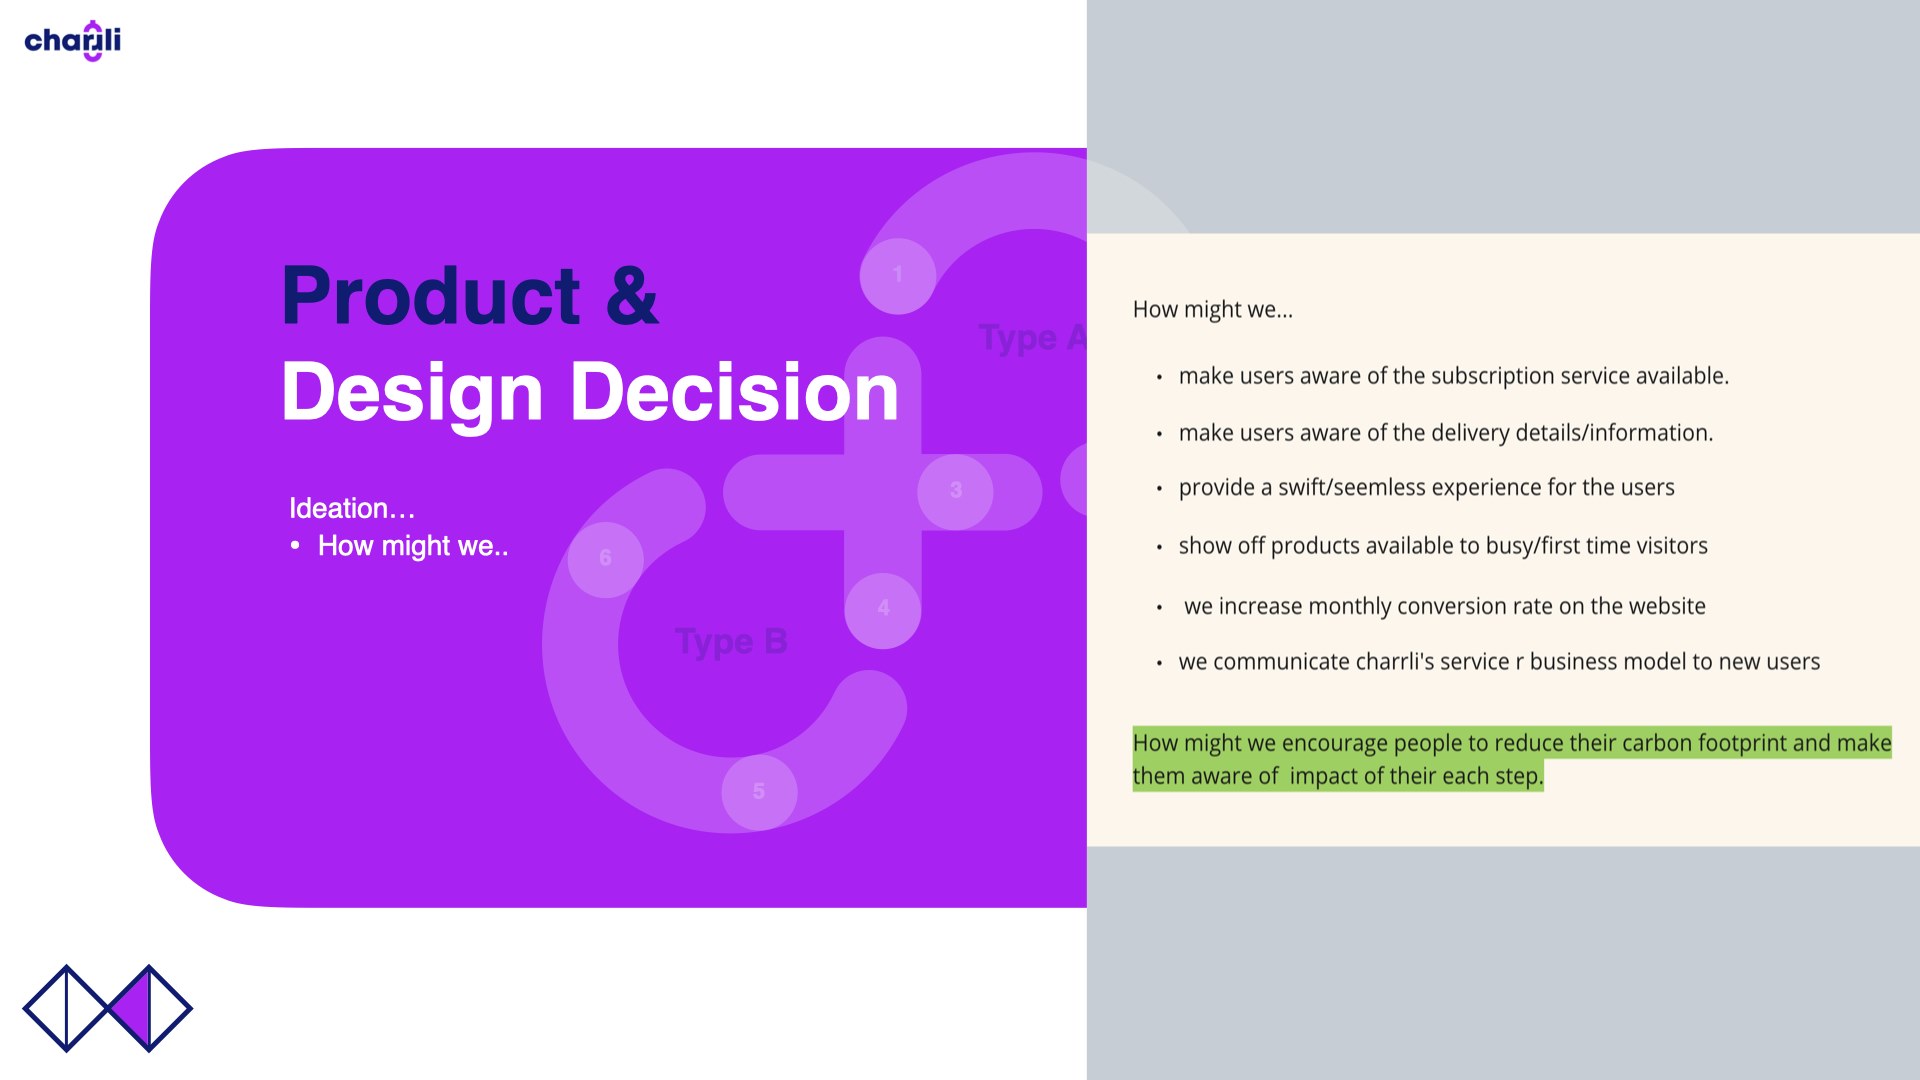 charrli
Product &
Design Decision
Ideation…
• How might we..
1
Type A
3
6
4
Type B
5
How might we...
• make users aware of the subscription service available.
• make users aware of the delivery details/information.
• provide a swift/seemless experience for the users
• show off products available to busy/first time visitors
• we increase monthly conversion rate on the website
• we communicate charrli's service r business model to new users
How might we encourage people to reduce their carbon footprint and make
them aware of  impact of their each step.